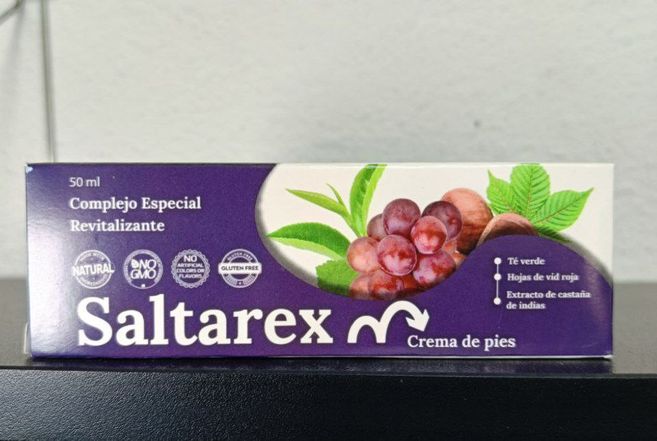 50 ml
Complejo Especial
Revitalizante
NATURAL
NO
GMO
NO
ARTIFICIAL
COLORS OR
FLAVORS
GLUTEN FREE
Té verde
Hojas de vid roja
Extracto de castaña
de indias
Saltarex
Crema de pies